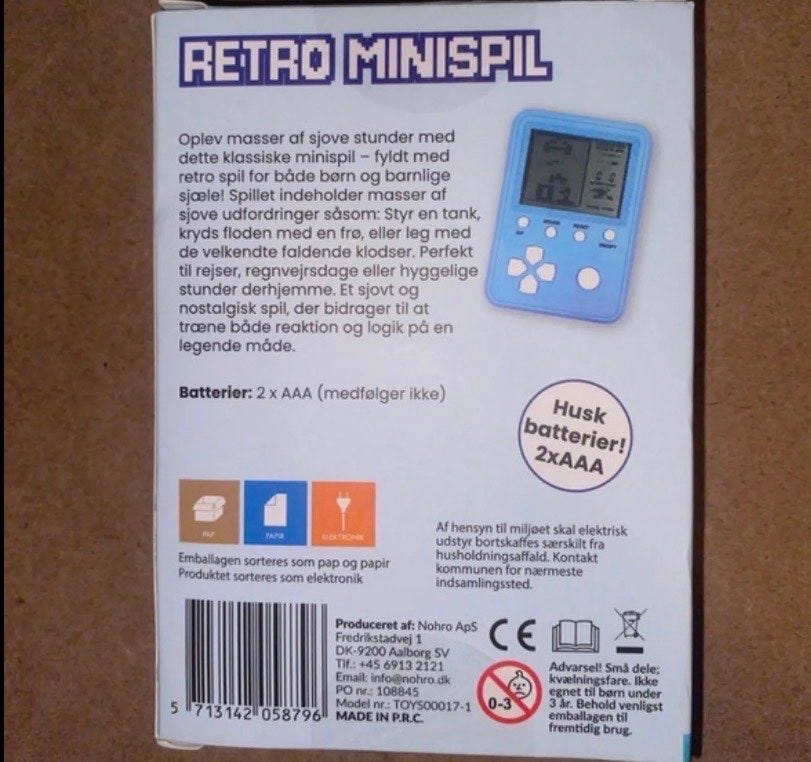 RETRO MINISPIL
Oplev masser af sjove stunder med
dette klassiske minispil – fyldt med
retro spil for både børn og barnlige
sjæle! Spillet indeholder masser af
sjove udfordringer såsom: Styr en tank,
kryds floden med en frø, eller leg med
de velkendte faldende klodser. Perfekt
til rejser, regnvejrsdage eller hyggelige
stunder derhjemme. Et sjovt og
nostalgisk spil, der bidrager til at
træne både reaktion og logik på en
legende måde.
Batterier: 2 x AAA (medfølger ikke)
Husk
batterier!
2xAAA
PAP
PAPIR
ELEKTRONIK
Emballagen sorteres som pap og papir
Produktet sorteres som elektronik
Af hensyn til miljøet skal elektrisk
udstyr bortskaffes særskilt fra
husholdningsaffald. Kontakt
kommunen for nærmeste
indsamlingssted.
5 713142 058796
Produceret af: Nohro ApS
Fredrikstadvej 1
DK-9200 Aalborg SV
Tlf.: +45 6913 2121
Email: info@nohro.dk
PO nr.: 108845
Model nr.: TOYS00017-1
MADE IN P.R.C.
CE
0-3
Advarsel! Små dele;
kvælningsfare. Ikke
egnet til børn under
3 år. Behold venligst
emballagen til
fremtidig brug.